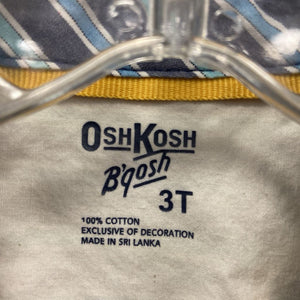 OSHKOSH
B'gosh
3T
100% COTTON
EXCLUSIVE OF DECORATION
MADE IN SRI LANKA